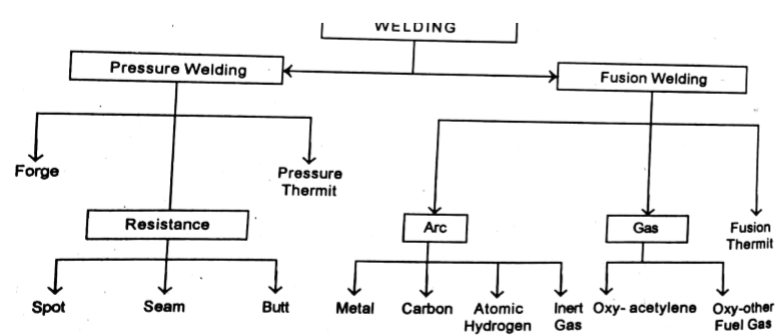 WELDING
Pressure Welding
Fusion Welding
Forge
Pressure
Thermit
Resistance
Arc
Gas
Fusion
Thermit
Spot
Seam
Butt
Metal
Carbon
Atomic
Hydrogen
Inert
Gas
Oxy- acetylene
Oxy-other
Fuel Gas